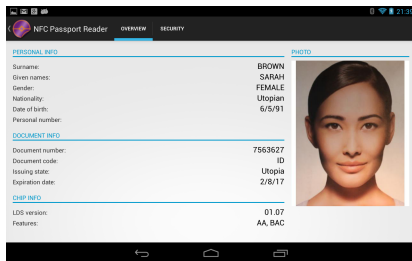 21:39
NFC Passport Reader OVERVIEW SECURITY
PERSONAL INFO
Surname: BROWN
Given names: SARAH
Gender: FEMALE
Nationality: Utopian
Date of birth: 6/5/91
Personal number:
DOCUMENT INFO
Document number: 7563627
Document code: ID
Issuing state: Utopia
Expiration date: 2/8/17
CHIP INFO
LDS version: 01.07
Features: AA, BAC
PHOTO